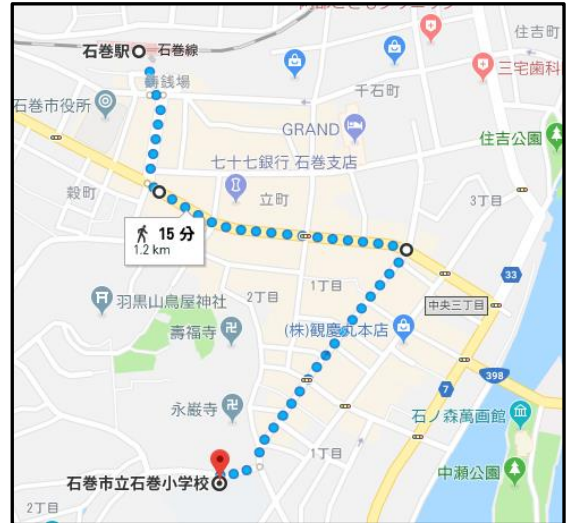 住吉町
石巻駅
石巻線
三宅歯科
鋳銭場
千石町
石巻市役所
GRAND
住吉公園
七十七銀行 石巻支店
穀町
立町
3丁目
15 分
1.2 km
33
羽黒山鳥屋神社
2丁目
1丁目
中央三丁目
壽福寺
(株)観慶丸本店
7
398
永巌寺
石ノ森萬画館
1丁目
中瀬公園
石巻市立石巻小学校
2丁目